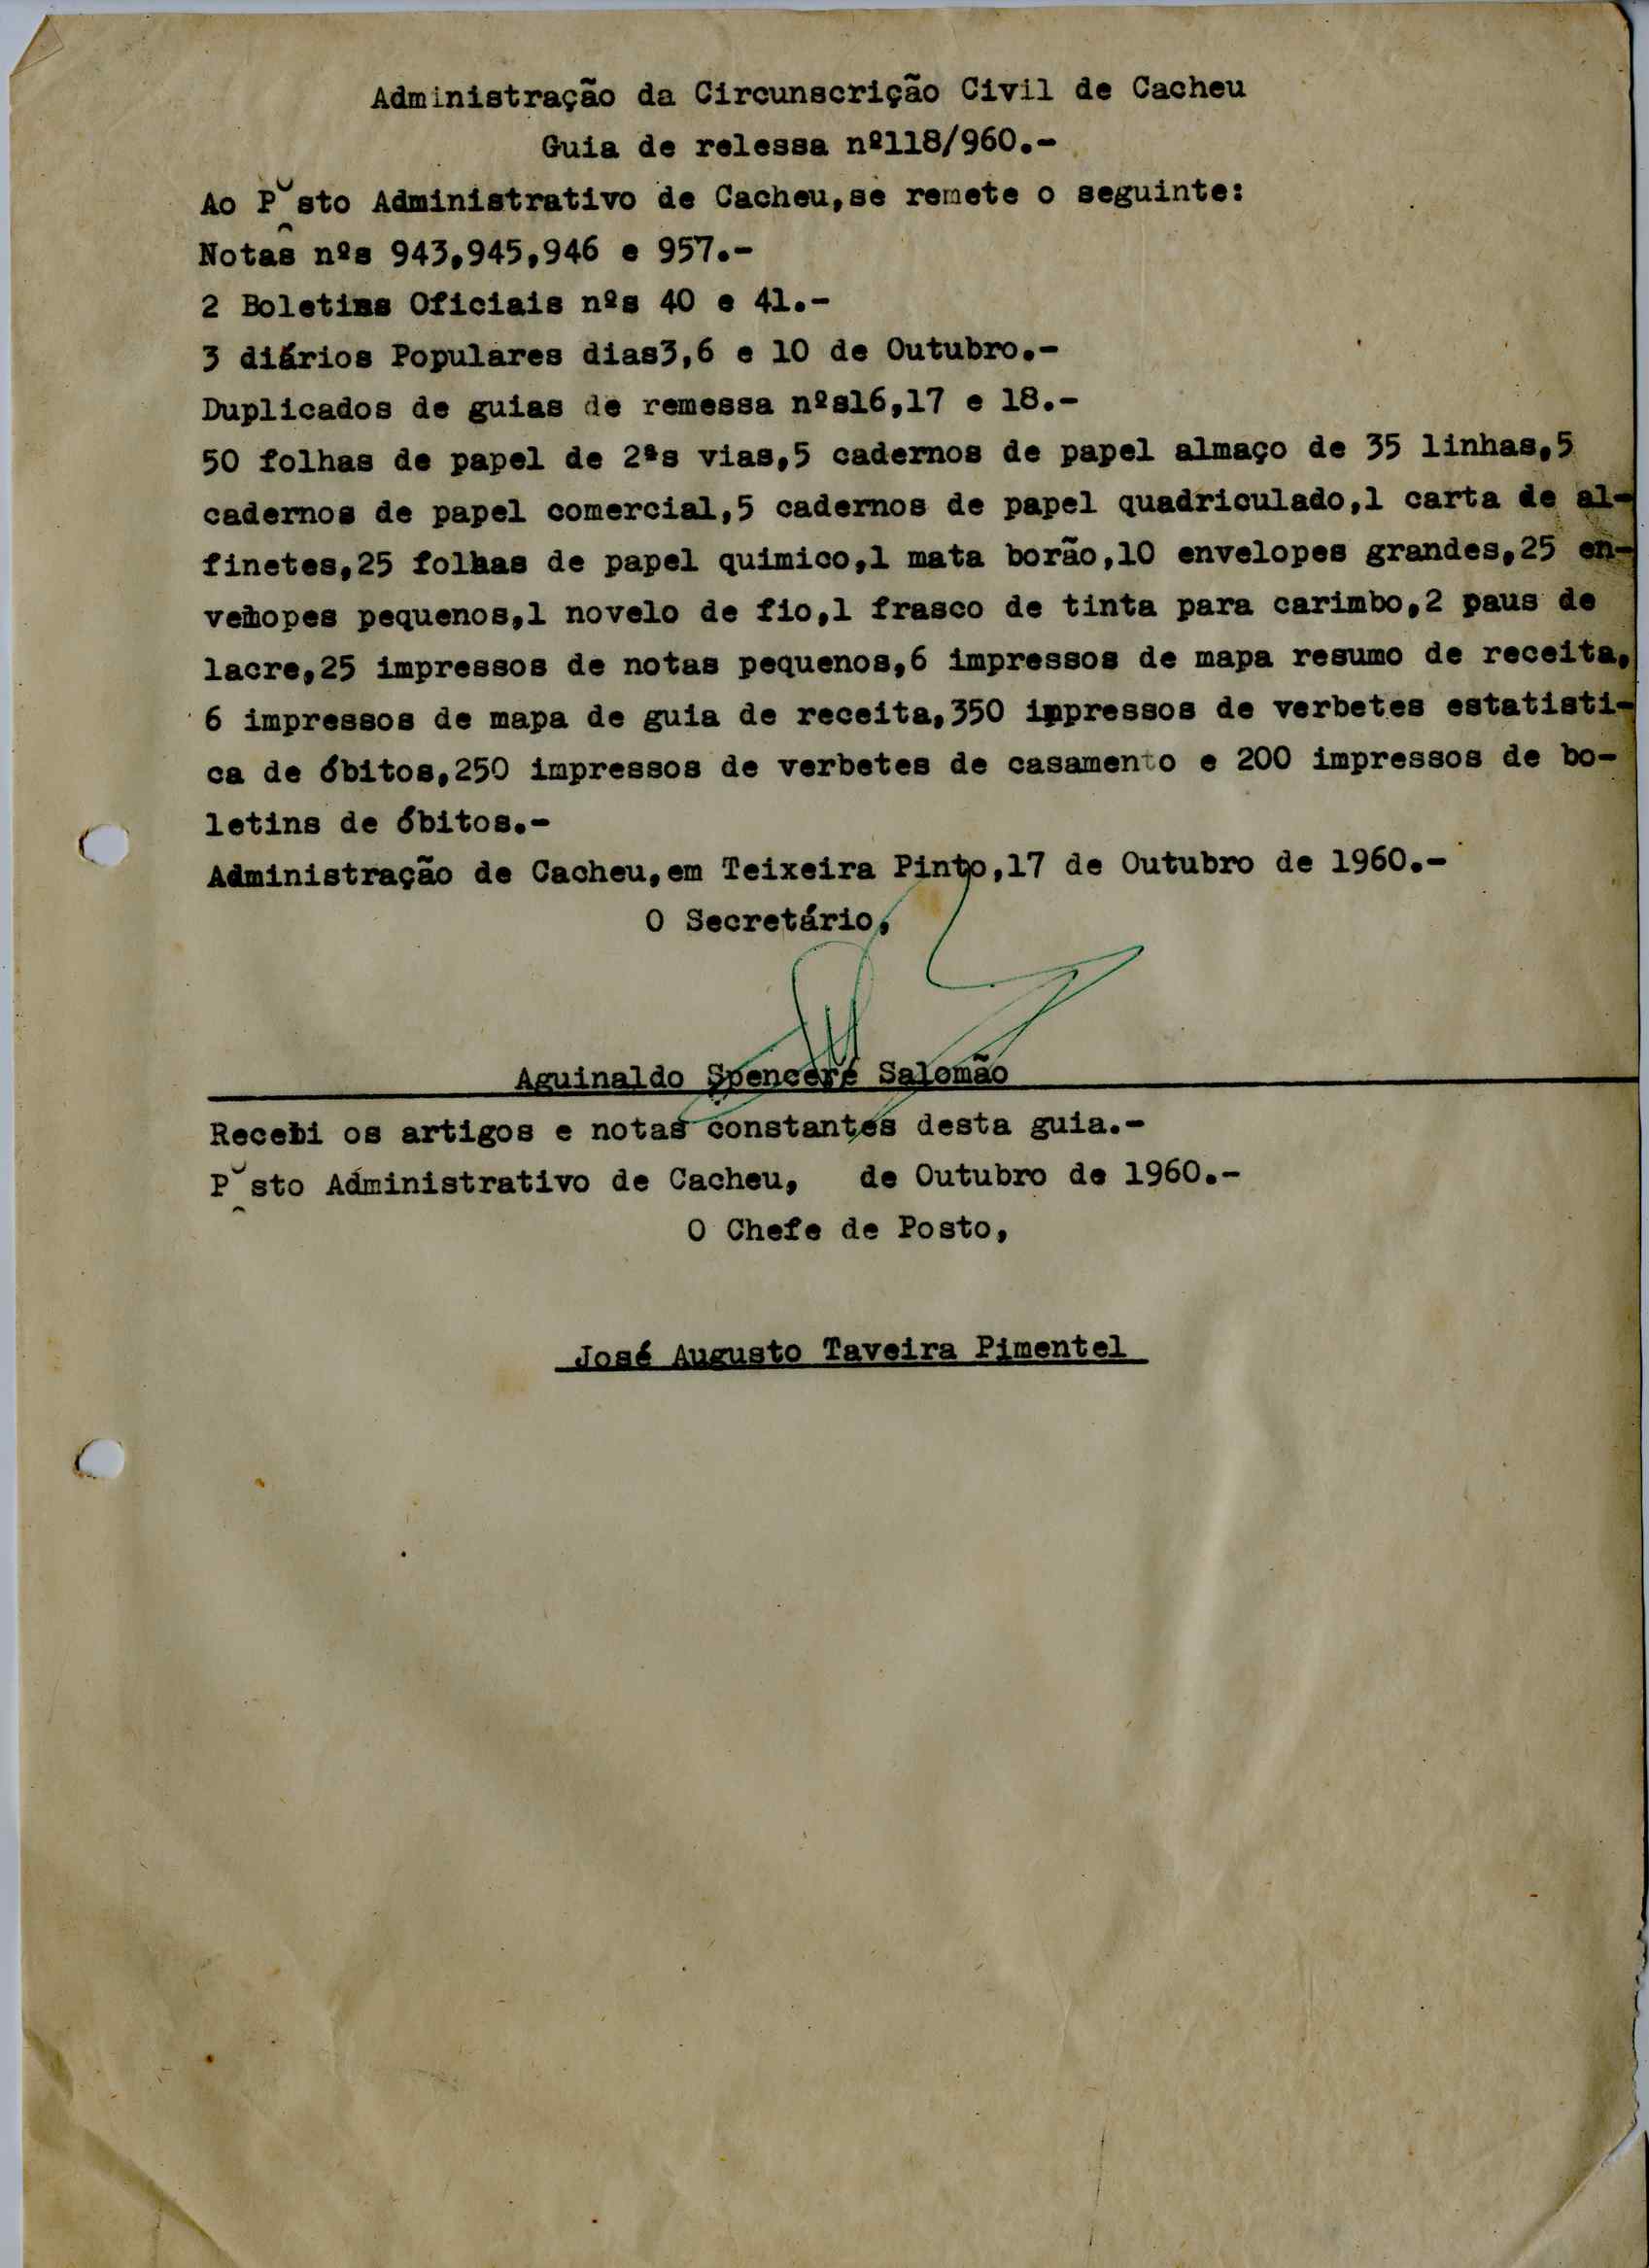 Administração da Circunscrição Civil de Cacheu
Guia de relessa nº118/960.-
Ao Pôsto Administrativo de Cacheu,se remete o seguinte:
Notas nºs 943,945,946 e 957.-
2 Boletins Oficiais nºs 40 e 41.-
3 diários Populares dias3,6 e 10 de Outubro.-
Duplicados de guias de remessa nºs16,17 e 18.-
50 folhas de papel de 2ªs vias,5 cadernos de papel almaço de 35 linhas,5
cadernos de papel comercial,5 cadernos de papel quadriculado,1 carta de al-
finetes,25 folhas de papel quimico,1 mata borão,10 envelopes grandes,25 en-
velopes pequenos,1 novelo de fio,1 frasco de tinta para carimbo,2 paus de
lacre,25 impressos de notas pequenos,6 impressos de mapa resumo de receita,
6 impressos de mapa de guia de receita,350 impressos de verbetes estatisti-
ca de óbitos,250 impressos de verbetes de casamento e 200 impressos de bo-
letins de óbitos.-
Administração de Cacheu,em Teixeira Pinto,17 de Outubro de 1960.-
O Secretário,
Aguinaldo Spencere Salomão
Recebi os artigos e notas constantes desta guia.-
Pôsto Administrativo de Cacheu, de Outubro de 1960.-
O Chefe de Posto,
José Augusto Taveira Pimentel